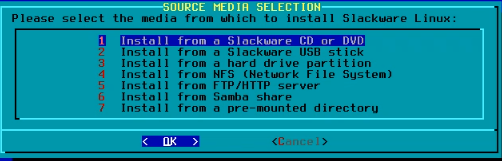 SOURCE MEDIA SELECTION
Please select the media from which to install Slackware Linux:
1 Install from a Slackware CD or DVD
2 Install from a Slackware USB stick
3 Install from a hard drive partition
4 Install from NFS (Network File System)
5 Install from FTP/HTTP server
6 Install from Samba share
7 Install from a pre-mounted directory
< OK > <Cancel>